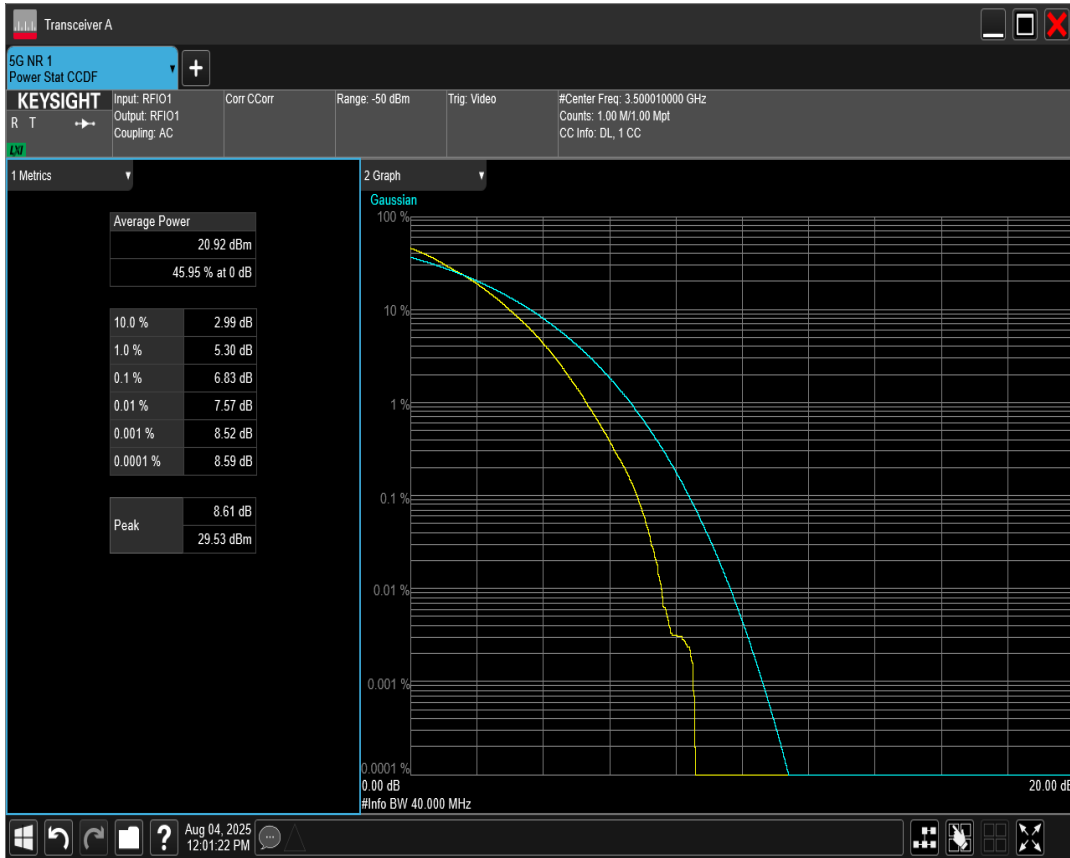 Transceiver A
5G NR 1
Power Stat CCDF
KEYSIGHT
R T
LXI
Input: RFIO1
Output: RFIO1
Coupling: AC
Corr CCorr
Range: -50 dBm
Trig: Video
#Center Freq: 3.500010000 GHz
Counts: 1.00 M/1.00 Mpt
CC Info: DL, 1 CC
1 Metrics
Average Power
20.92 dBm
45.95 % at 0 dB
10.0 % 2.99 dB
1.0 % 5.30 dB
0.1 % 6.83 dB
0.01 % 7.57 dB
0.001 % 8.52 dB
0.0001 % 8.59 dB
Peak
8.61 dB
29.53 dBm
2 Graph
Gaussian
100 %
10 %
1 %
0.1 %
0.01 %
0.001 %
0.0001 %
0.00 dB
20.00 dB
#Info BW 40.000 MHz
Aug 04, 2025
12:01:22 PM